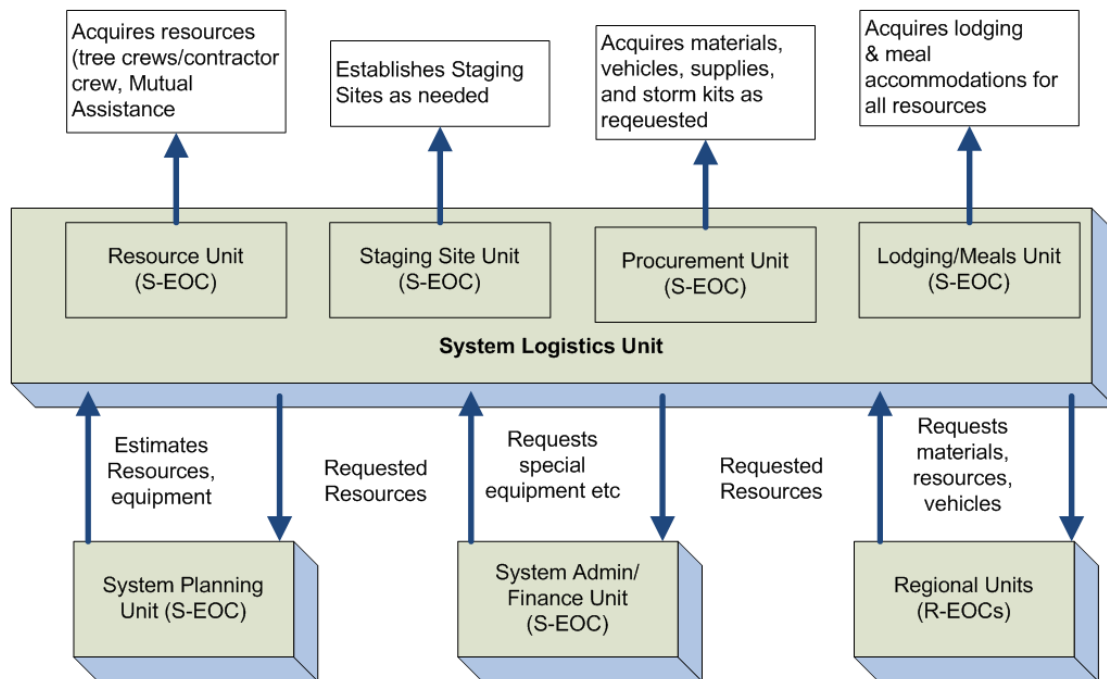 Acquires resources
(tree crews/contractor
crew, Mutual
Assistance
Establishes Staging
Sites as needed
Acquires materials,
vehicles, supplies,
and storm kits as
reqeuested
Acquires lodging
& meal
accommodations for
all resources
Resource Unit
(S-EOC)
Staging Site Unit
(S-EOC)
Procurement Unit
(S-EOC)
Lodging/Meals Unit
(S-EOC)
System Logistics Unit
Estimates
Resources,
equipment
Requested
Resources
Requests
special
equipment etc
Requested
Resources
Requests
materials,
resources,
vehicles
System Planning
Unit (S-EOC)
System Admin/
Finance Unit
(S-EOC)
Regional Units
(R-EOCs)